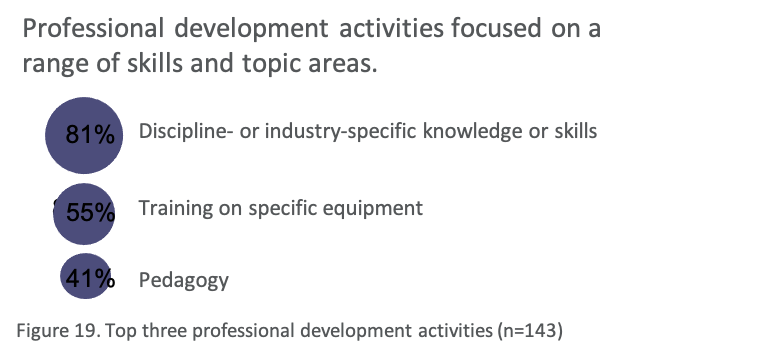 Professional development activities focused on a
range of skills and topic areas.
81% Discipline- or industry-specific knowledge or skills
55% Training on specific equipment
41% Pedagogy
Figure 19. Top three professional development activities (n=143)